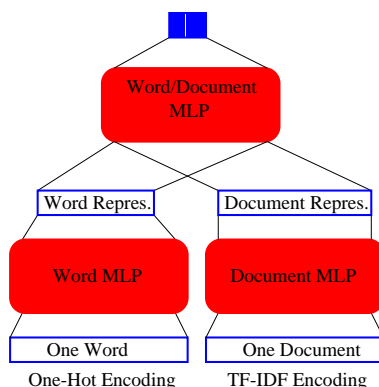 Word/Document
MLP
Word Repres.
Document Repres.
Word MLP
Document MLP
One Word
One Document
One-Hot Encoding
TF-IDF Encoding